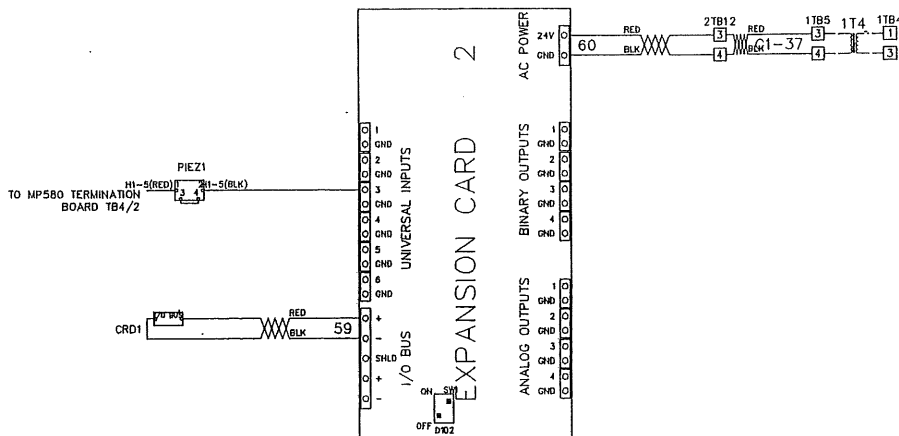 EXPANSION CARD 2
AC POWER
24V
GND
60
RED
BLK
2TB12
3
4
RED
BLK
C1-37
1TB5
3
4
1T4
1TB4
1
3
UNIVERSAL INPUTS
1
GND
2
GND
3
GND
4
GND
5
GND
6
GND
PIEZ1
H1-5(RED)
1
2
3 4
H1-5(BLK)
TO MP580 TERMINATION
BOARD TB4/2
BINARY OUTPUTS
1
GND
2
GND
3
GND
4
GND
ANALOG OUTPUTS
1
GND
2
GND
3
GND
4
GND
I/O BUS
+
-
SHLD
+
-
CRD1
RED
BLK
59
ON
SW1
OFF
D102